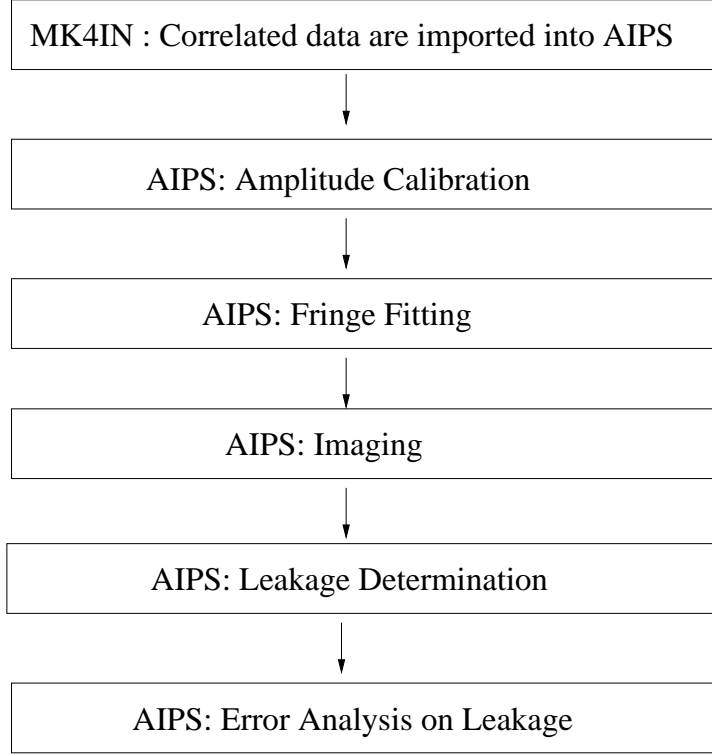 MK4IN : Correlated data are imported into AIPS
AIPS: Amplitude Calibration
AIPS: Fringe Fitting
AIPS: Imaging
AIPS: Leakage Determination
AIPS: Error Analysis on Leakage